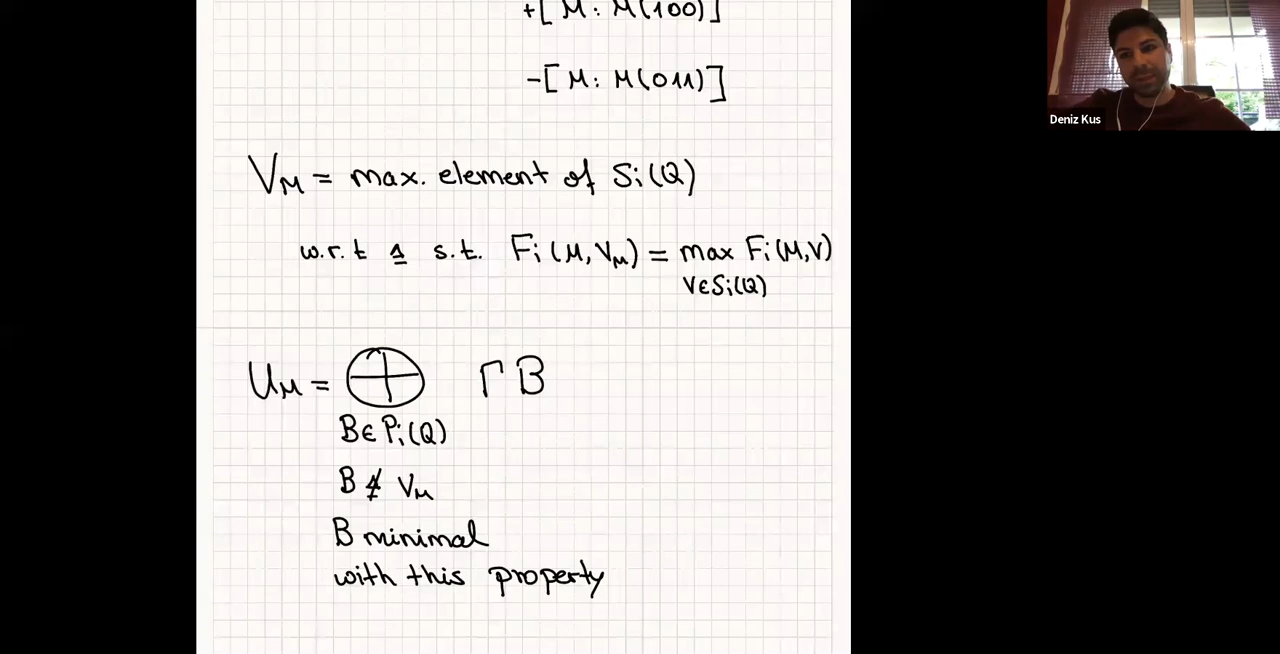 +[M: M(100)]
-[M: M(011)]
Deniz Kus
V_M = max. element of S_i(Q)
w.r.t ⊴ s.t. F_i(M,V_M) = max F_i(M,V)
V∈S_i(Q)
U_M = ⊕ ΓB
B∈P_i(Q)
B ⋬ V_M
B minimal
with this property